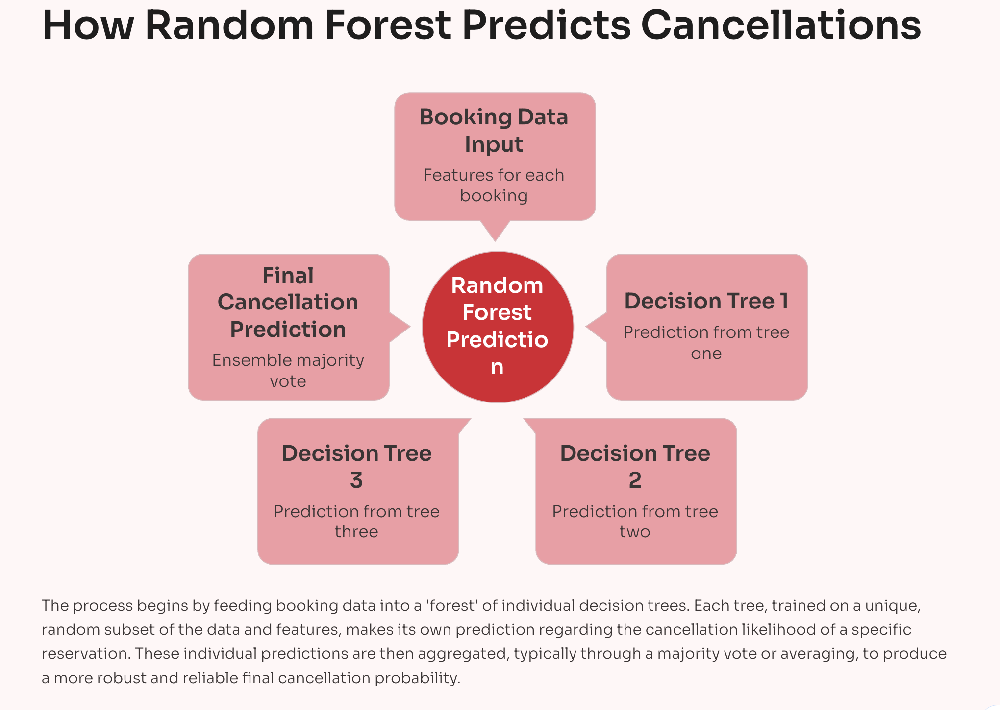 How Random Forest Predicts Cancellations
Booking Data
Input
Features for each
booking
Final
Cancellation
Prediction
Ensemble majority
vote
Random
Forest
Predictio
n
Decision Tree 1
Prediction from tree
one
Decision Tree
3
Prediction from tree
three
Decision Tree
2
Prediction from tree
two
The process begins by feeding booking data into a 'forest' of individual decision trees. Each tree, trained on a unique,
random subset of the data and features, makes its own prediction regarding the cancellation likelihood of a specific
reservation. These individual predictions are then aggregated, typically through a majority vote or averaging, to produce
a more robust and reliable final cancellation probability.